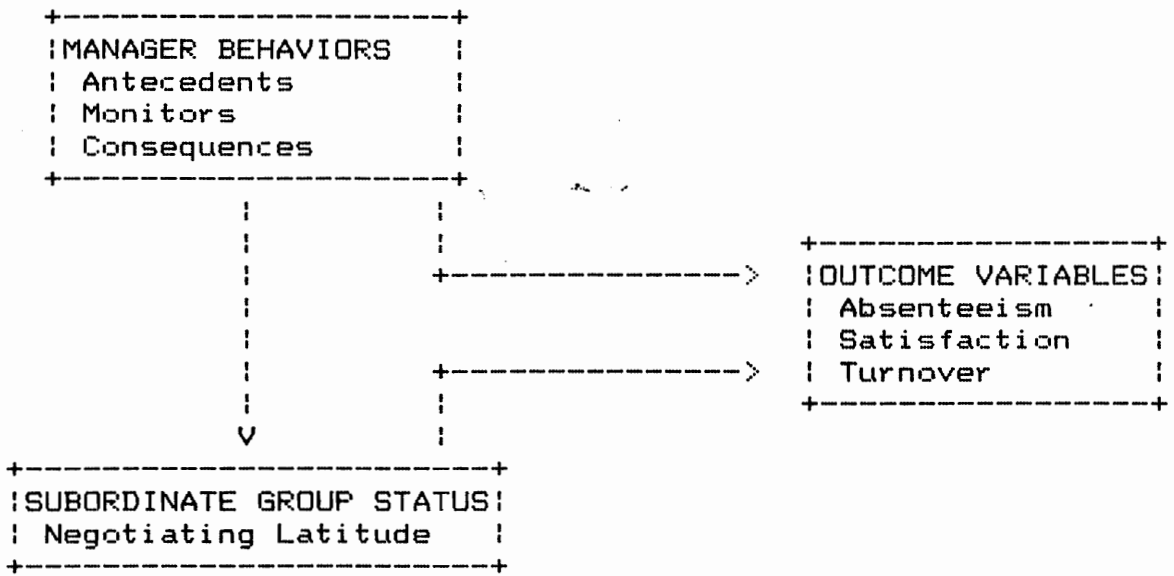 MANAGER BEHAVIORS
Antecedents
Monitors
Consequences
OUTCOME VARIABLES
Absenteeism
Satisfaction
Turnover
SUBORDINATE GROUP STATUS
Negotiating Latitude